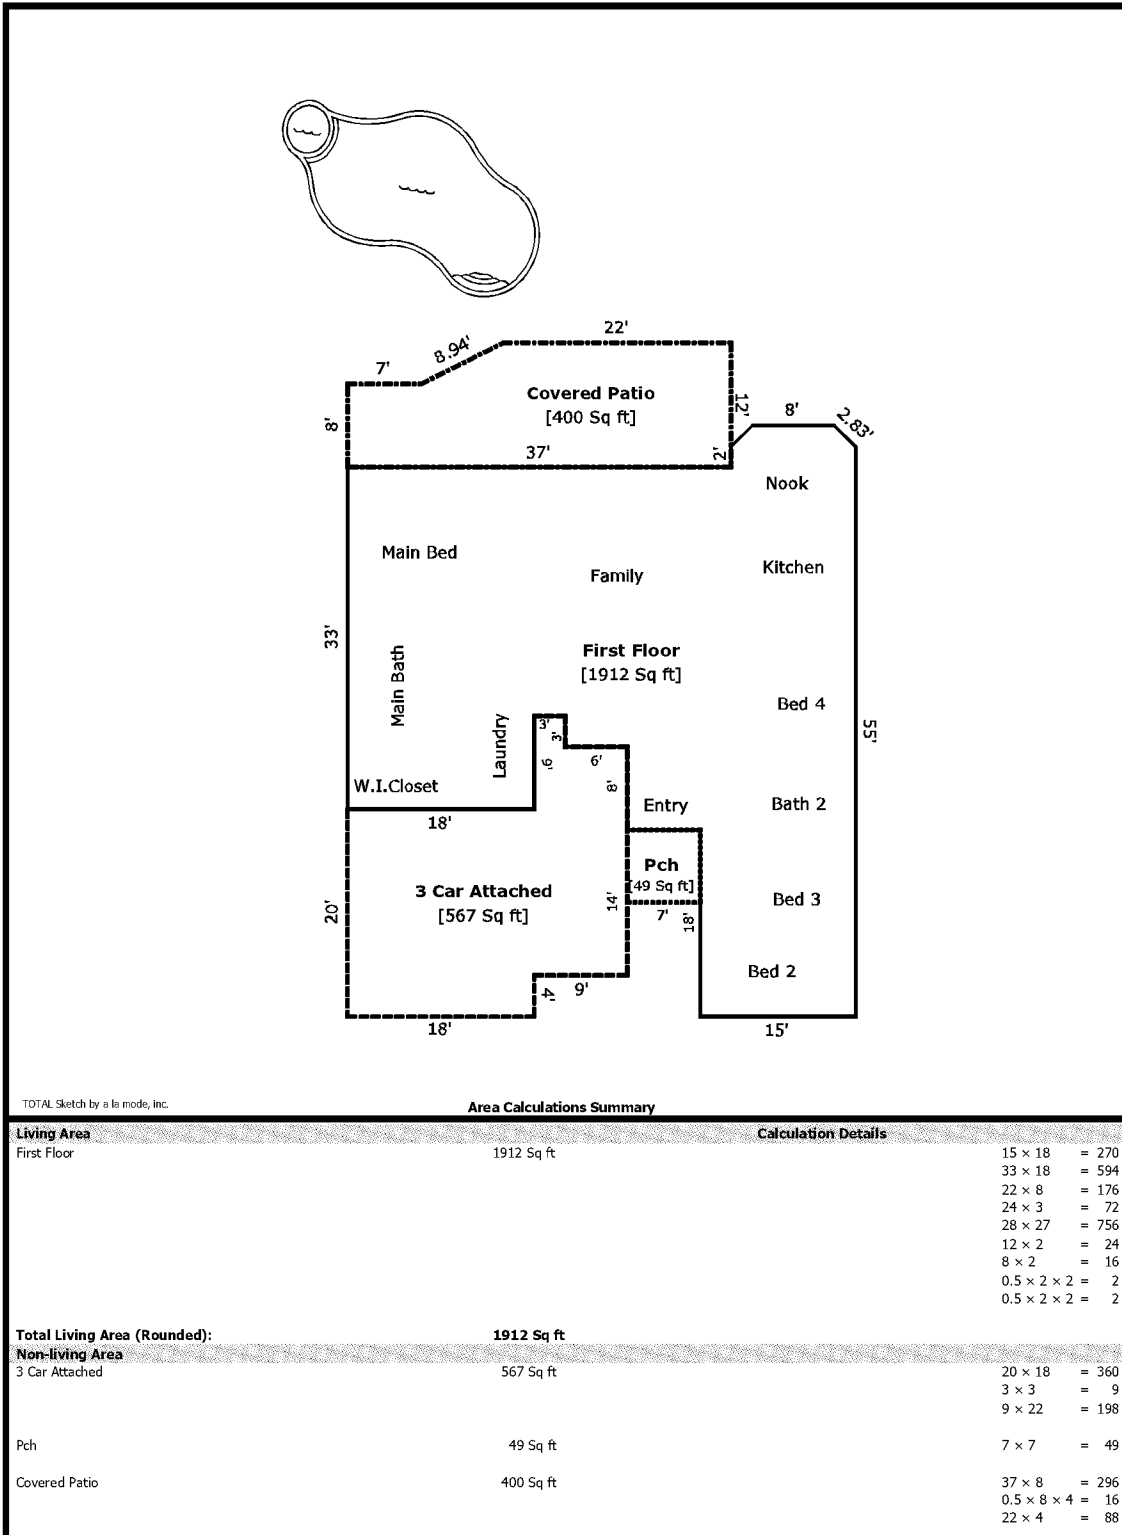 22'
8.94'
7'
Covered Patio
[400 Sq ft]
8'
12'
8'
2.83'
37'
2'
Nook
Main Bed
Family
Kitchen
33'
First Floor
[1912 Sq ft]
Main Bath
Bed 4
Laundry
3'
3'
6'
9'
8'
55'
W.I.Closet
Entry
Bath 2
18'
Pch
[49 Sq ft]
3 Car Attached
[567 Sq ft]
20'
14'
7'
18'
Bed 3
Bed 2
9'
4'
18'
15'
TOTAL Sketch by a la mode, inc.
Area Calculations Summary
Living Area Calculation Details
First Floor 1912 Sq ft 15 × 18 = 270
33 × 18 = 594
22 × 8 = 176
24 × 3 = 72
28 × 27 = 756
12 × 2 = 24
8 × 2 = 16
0.5 × 2 × 2 = 2
0.5 × 2 × 2 = 2
Total Living Area (Rounded): 1912 Sq ft
Non-living Area
3 Car Attached 567 Sq ft 20 × 18 = 360
3 × 3 = 9
9 × 22 = 198
Pch 49 Sq ft 7 × 7 = 49
Covered Patio 400 Sq ft 37 × 8 = 296
0.5 × 8 × 4 = 16
22 × 4 = 88